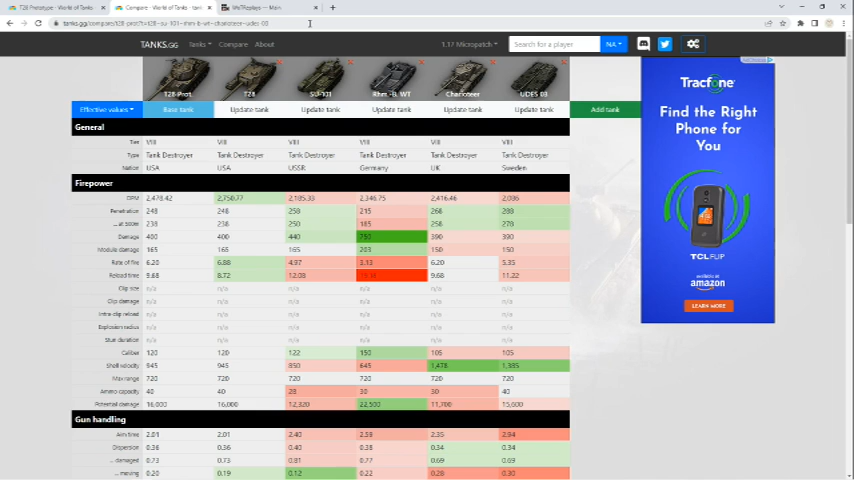 T28 Prototype - World of Tanks Compare - World of Tanks - tank WoTReplays — Main
tanks.gg/compare/t28-prot?t=t28~su-101~rhm-b-wt~charioteer~udes-03
TANKS.GG Tanks Compare About 1.17 Micropatch Search for a player NA
T28 Prot. T28 SU-101 Rhm.-B. WT Charioteer UDES 03
Effective values Base tank Update tank Update tank Update tank Update tank Update tank Add tank
General
Tier VIII VIII VIII VIII VIII VIII
Type Tank Destroyer Tank Destroyer Tank Destroyer Tank Destroyer Tank Destroyer Tank Destroyer
Nation USA USA USSR Germany UK Sweden
Firepower
DPM 2,478.42 2,750.77 2,185.33 2,346.75 2,416.46 2,086
Penetration 248 248 258 215 268 288
... at 500m 238 238 250 185 258 278
Damage 400 400 440 750 390 390
Module damage 165 165 165 203 150 150
Rate of fire 6.20 6.88 4.97 3.13 6.20 5.35
Reload time 9.68 8.72 12.08 9.68 11.22
Clip size n/a n/a n/a n/a n/a n/a
Clip damage n/a n/a n/a n/a n/a n/a
Intra clip reload n/a n/a n/a n/a n/a n/a
Explosion radius n/a n/a n/a n/a n/a n/a
Stun duration n/a n/a n/a n/a n/a n/a
Caliber 120 120 122 150 105 105
Shell velocity 945 945 850 645 1,478 1,385
Max range 720 720 720 720 720 720
Ammo capacity 40 40 28 30 30 40
Potential damage 16,000 16,000 12,320 22,500 11,700 15,600
Gun handling
Aim time 2.01 2.01 2.40 2.58 2.35 2.94
Dispersion 0.36 0.36 0.40 0.38 0.34 0.34
... damaged 0.73 0.73 0.81 0.77 0.69 0.69
... moving 0.20 0.19 0.12 0.22 0.28 0.30
Tracfone
Find the Right
Phone for
You
TCL FLIP
available at
amazon
LEARN MORE